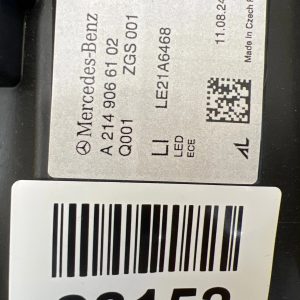 Mercedes-Benz
A 214 906 61 02
Q001 ZGS 001
LI LE21A6468
LED
ECE
AL
11.08.24
Made in Czech